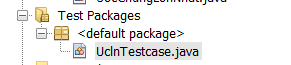 Test Packages
<default package>
UclnTestcase.java